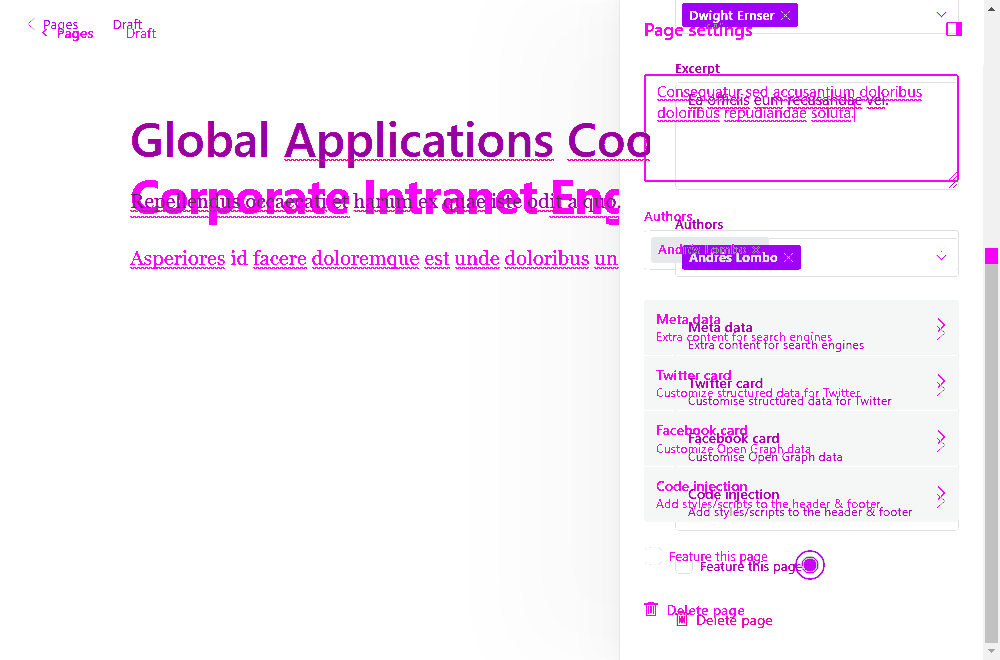 Pages Draft
Pages Draft
Dwight Ernser
Page settings
Excerpt
Consequatur sed accusantium doloribus
Ea officiis eum recusandae vel.
doloribus repudiandae soluta.
Global Applications Coo
Corporate Intranet Eng
Repellendus occaecati et harum ex quae iste odit a quo.
Authors
Authors
Andrés Lombo
Andrés Lombo
Asperiores id facere doloremque est unde doloribus un
Meta data
Meta data
Extra content for search engines
Extra content for search engines
Twitter card
Twitter card
Customize structured data for Twitter
Customise structured data for Twitter
Facebook card
Facebook card
Customize Open Graph data
Customise Open Graph data
Code injection
Code injection
Add styles/scripts to the header & footer
Add styles/scripts to the header & footer
Feature this page
Feature this page
Delete page
Delete page